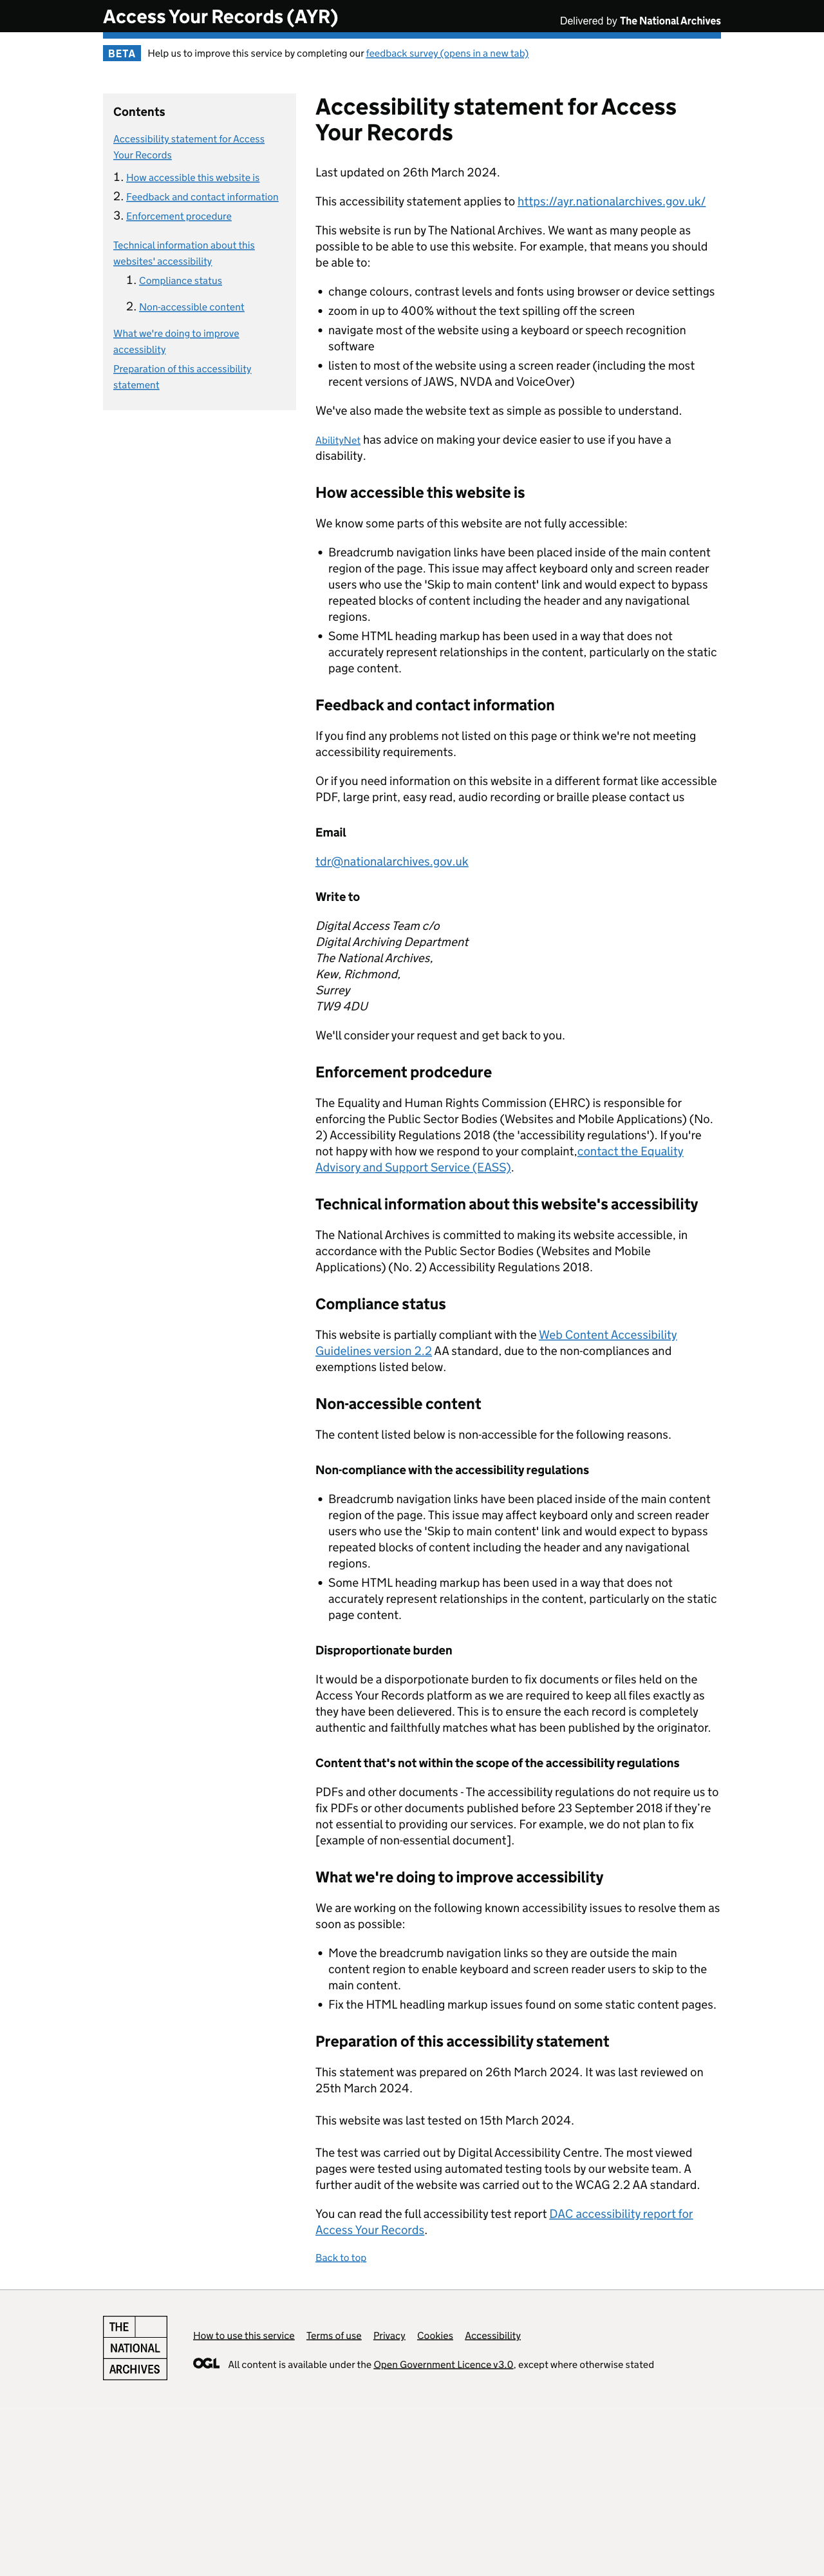 Access Your Records (AYR)
Delivered by The National Archives
BETA Help us to improve this service by completing our feedback survey (opens in a new tab)
Contents
Accessibility statement for Access
Your Records
1. How accessible this website is
2. Feedback and contact information
3. Enforcement procedure
Technical information about this
websites' accessibility
1. Compliance status
2. Non-accessible content
What we're doing to improve
accessiblity
Preparation of this accessibility
statement
Accessibility statement for Access
Your Records
Last updated on 26th March 2024.
This accessibility statement applies to https://ayr.nationalarchives.gov.uk/
This website is run by The National Archives. We want as many people as
possible to be able to use this website. For example, that means you should
be able to:
• change colours, contrast levels and fonts using browser or device settings
• zoom in up to 400% without the text spilling off the screen
• navigate most of the website using a keyboard or speech recognition
software
• listen to most of the website using a screen reader (including the most
recent versions of JAWS, NVDA and VoiceOver)
We've also made the website text as simple as possible to understand.
AbilityNet has advice on making your device easier to use if you have a
disability.
How accessible this website is
We know some parts of this website are not fully accessible:
• Breadcrumb navigation links have been placed inside of the main content
region of the page. This issue may affect keyboard only and screen reader
users who use the 'Skip to main content' link and would expect to bypass
repeated blocks of content including the header and any navigational
regions.
• Some HTML heading markup has been used in a way that does not
accurately represent relationships in the content, particularly on the static
page content.
Feedback and contact information
If you find any problems not listed on this page or think we're not meeting
accessibility requirements.
Or if you need information on this website in a different format like accessible
PDF, large print, easy read, audio recording or braille please contact us
Email
tdr@nationalarchives.gov.uk
Write to
Digital Access Team c/o
Digital Archiving Department
The National Archives,
Kew, Richmond,
Surrey
TW9 4DU
We'll consider your request and get back to you.
Enforcement prodcedure
The Equality and Human Rights Commission (EHRC) is responsible for
enforcing the Public Sector Bodies (Websites and Mobile Applications) (No.
2) Accessibility Regulations 2018 (the 'accessibility regulations'). If you're
not happy with how we respond to your complaint,contact the Equality
Advisory and Support Service (EASS).
Technical information about this website's accessibility
The National Archives is committed to making its website accessible, in
accordance with the Public Sector Bodies (Websites and Mobile
Applications) (No. 2) Accessibility Regulations 2018.
Compliance status
This website is partially compliant with the Web Content Accessibility
Guidelines version 2.2 AA standard, due to the non-compliances and
exemptions listed below.
Non-accessible content
The content listed below is non-accessible for the following reasons.
Non-compliance with the accessibility regulations
• Breadcrumb navigation links have been placed inside of the main content
region of the page. This issue may affect keyboard only and screen reader
users who use the 'Skip to main content' link and would expect to bypass
repeated blocks of content including the header and any navigational
regions.
• Some HTML heading markup has been used in a way that does not
accurately represent relationships in the content, particularly on the static
page content.
Disproportionate burden
It would be a disporpotionate burden to fix documents or files held on the
Access Your Records platform as we are required to keep all files exactly as
they have been delievered. This is to ensure the each record is completely
authentic and failthfully matches what has been published by the originator.
Content that's not within the scope of the accessibility regulations
PDFs and other documents - The accessibility regulations do not require us to
fix PDFs or other documents published before 23 September 2018 if they're
not essential to providing our services. For example, we do not plan to fix
[example of non-essential document].
What we're doing to improve accessibility
We are working on the following known accessibility issues to resolve them as
soon as possible:
• Move the breadcrumb navigation links so they are outside the main
content region to enable keyboard and screen reader users to skip to the
main content.
• Fix the HTML headling markup issues found on some static content pages.
Preparation of this accessibility statement
This statement was prepared on 26th March 2024. It was last reviewed on
25th March 2024.
This website was last tested on 15th March 2024.
The test was carried out by Digital Accessibility Centre. The most viewed
pages were tested using automated testing tools by our website team. A
further audit of the website was carried out to the WCAG 2.2 AA standard.
You can read the full accessibility test report DAC accessibility report for
Access Your Records.
Back to top
THE
NATIONAL
ARCHIVES
How to use this service Terms of use Privacy Cookies Accessibility
OGL All content is available under the Open Government Licence v3.0, except where otherwise stated